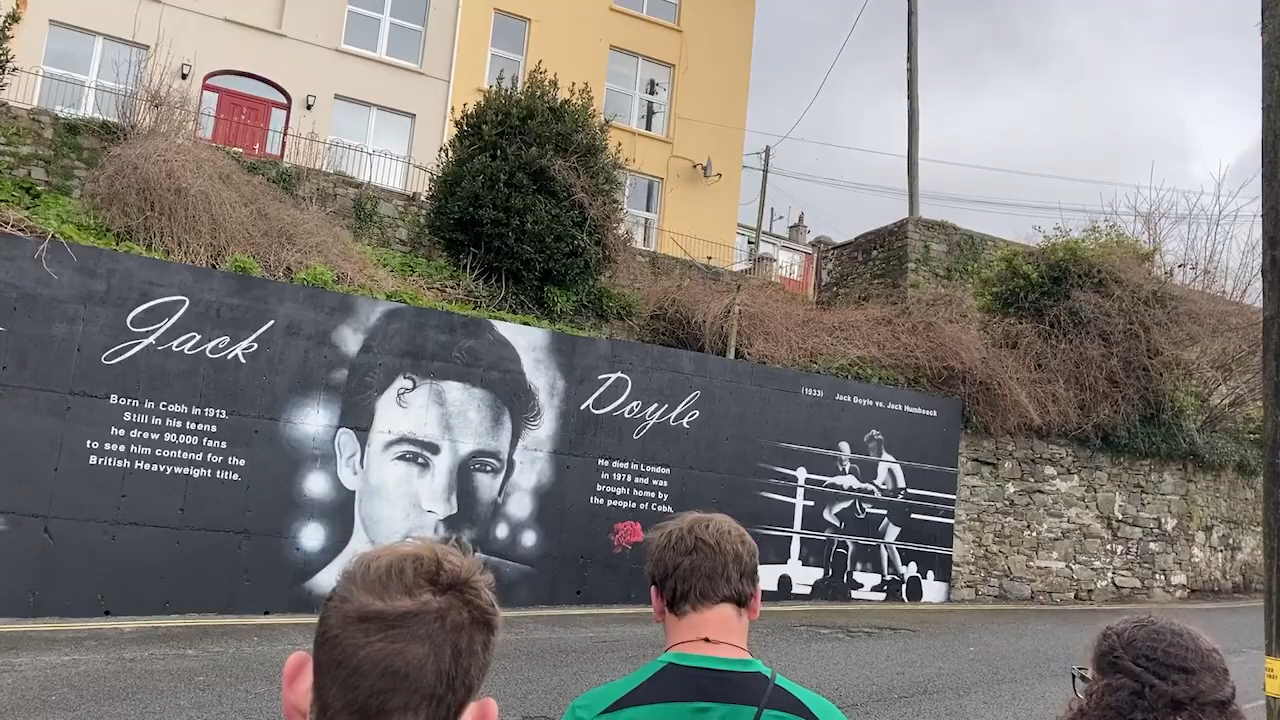 Jack
Born in Cobh in 1913.
Still in his teens
he drew 90,000 fans
to see him contend for the
British Heavyweight title.
Doyle
He died in London
in 1978 and was
brought home by
the people of Cobh.
(1933) Jack Doyle vs. Jack Humbeeck